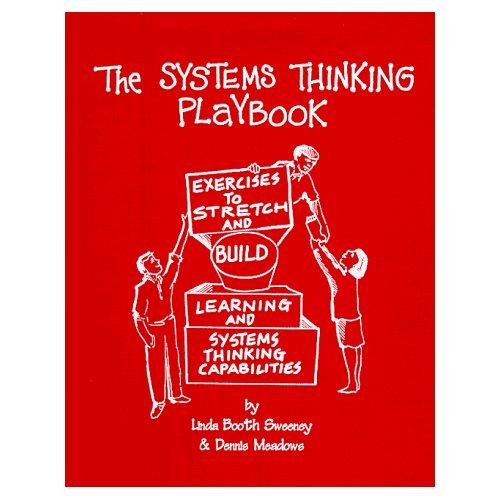 The SYSTEMS THINKING
PLaYBOOK
EXERCISES
TO
STRETCH
AND
BUILD
LEARNING
AND
SYSTEMS
THINKING
CAPABILITIES
by
Linda Booth Sweeney
& Dennis Meadows